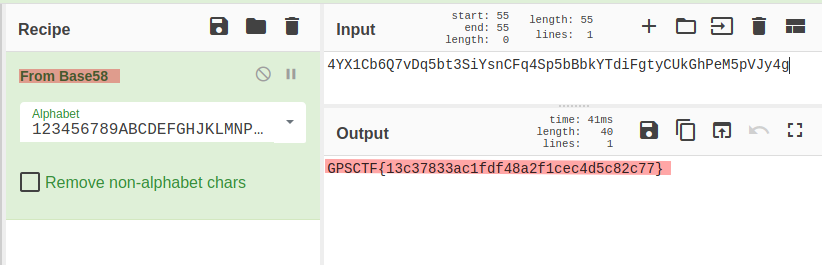 Recipe
From Base58
Alphabet
123456789ABCDEFGHJKLMNP…
Remove non-alphabet chars
Input
start: 55
end: 55
length: 0
length: 55
lines: 1
4YX1Cb6Q7vDq5bt3SiYsnCFq4Sp5bBbkYTdiFgtyCUkGhPeM5pVJy4g
Output
time: 41ms
length: 40
lines: 1
GPSCTF{13c37833ac1fdf48a2f1cec4d5c82c77}